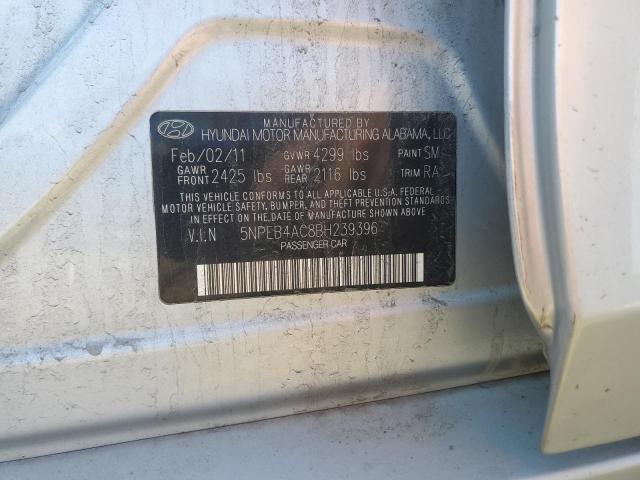 MANUFACTURED BY
HYUNDAI MOTOR MANUFACTURING ALABAMA, LLC
Feb/02/11 GVWR 4299 lbs PAINT SM
GAWR FRONT 2425 lbs GAWR REAR 2116 lbs TRIM RA
THIS VEHICLE CONFORMS TO ALL APPLICABLE U.S.A. FEDERAL
MOTOR VEHICLE SAFETY, BUMPER, AND THEFT PREVENTION STANDARDS
IN EFFECT ON THE DATE OF MANUFACTURE SHOWN ABOVE.
V.I.N 5NPEB4AC8BH239396
PASSENGER CAR